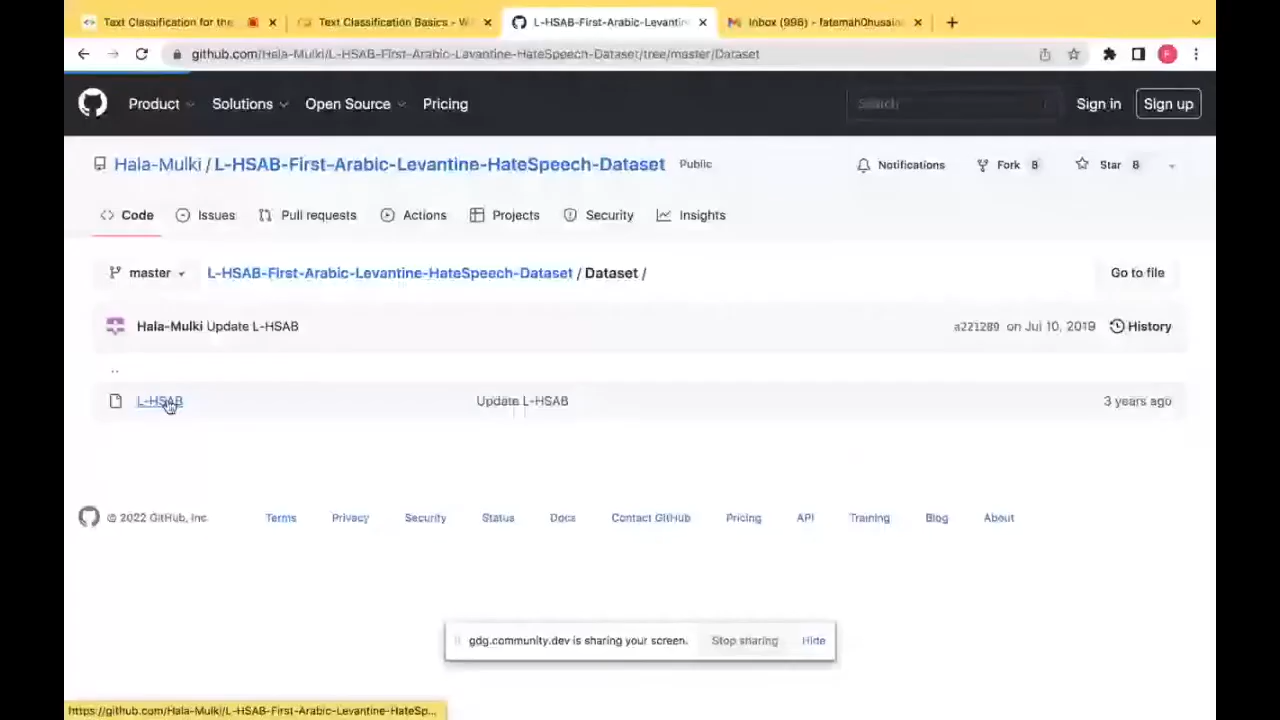 Text Classification for the
Text Classification Basics - W
L-HSAB-First-Arabic-Levantin
Inbox (996) -
github.com/Hala-Mulki/L-HSAB-First-Arabic-Levantine-HateSpeech-Dataset/tree/master/Dataset
Product Solutions Open Source Pricing Search Sign in Sign up
Hala-Mulki / L-HSAB-First-Arabic-Levantine-HateSpeech-Dataset Public Notifications Fork 8 Star 8
Code Issues Pull requests Actions Projects Security Insights
master L-HSAB-First-Arabic-Levantine-HateSpeech-Dataset / Dataset / Go to file
Hala-Mulki Update L-HSAB a221289 on Jul 10, 2019 History
..
L-HSAB Update L-HSAB 3 years ago
© 2022 GitHub, Inc. Terms Privacy Security Status Docs Contact GitHub Pricing API Training Blog About
gdg.community.dev is sharing your screen. Stop sharing Hide
https://github.com/Hala-Mulki/L-HSAB-First-Arabic-Levantine-HateSp...